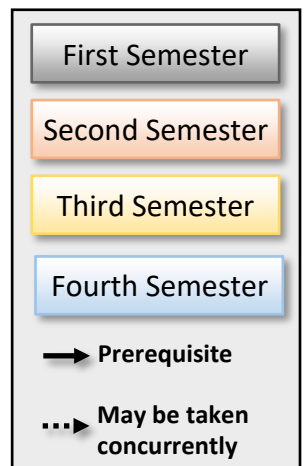 First Semester
Second Semester
Third Semester
Fourth Semester
Prerequisite
May be taken
concurrently